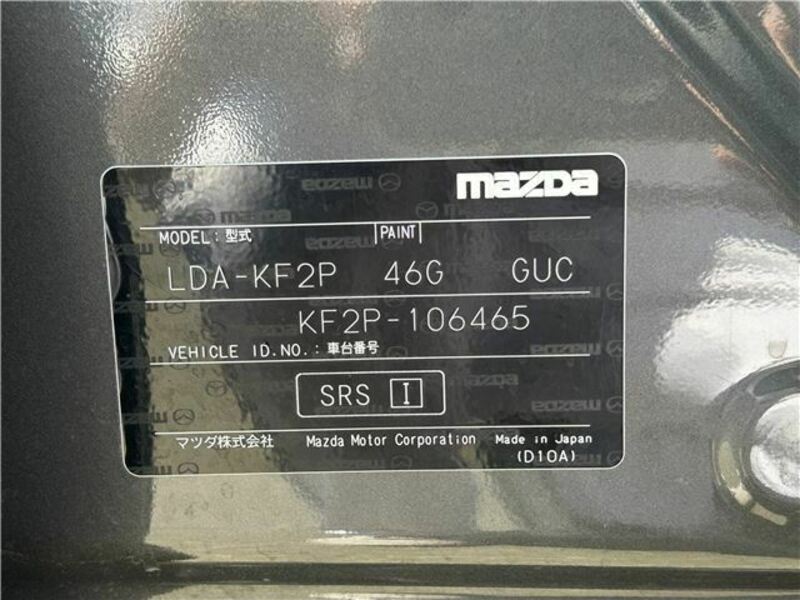 mazda
MODEL：型式 PAINT
LDA-KF2P 46G GUC
KF2P-106465
VEHICLE ID.NO.：車台番号
SRS I
マツダ株式会社 Mazda Motor Corporation Made in Japan
(D10A)